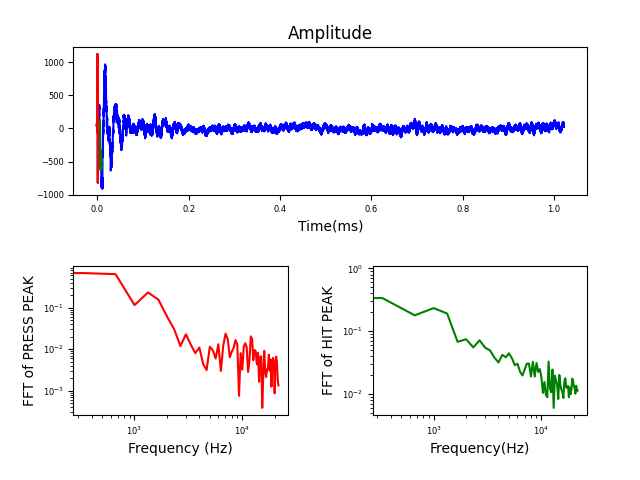 Amplitude
1000
500
0
−500
−1000
0.0 0.2 0.4 0.6 0.8 1.0
Time(ms)
FFT of PRESS PEAK
10⁻¹
10⁻²
10⁻³
10³ 10⁴
Frequency (Hz)
FFT of HIT PEAK
10⁰
10⁻¹
10⁻²
10³ 10⁴
Frequency(Hz)